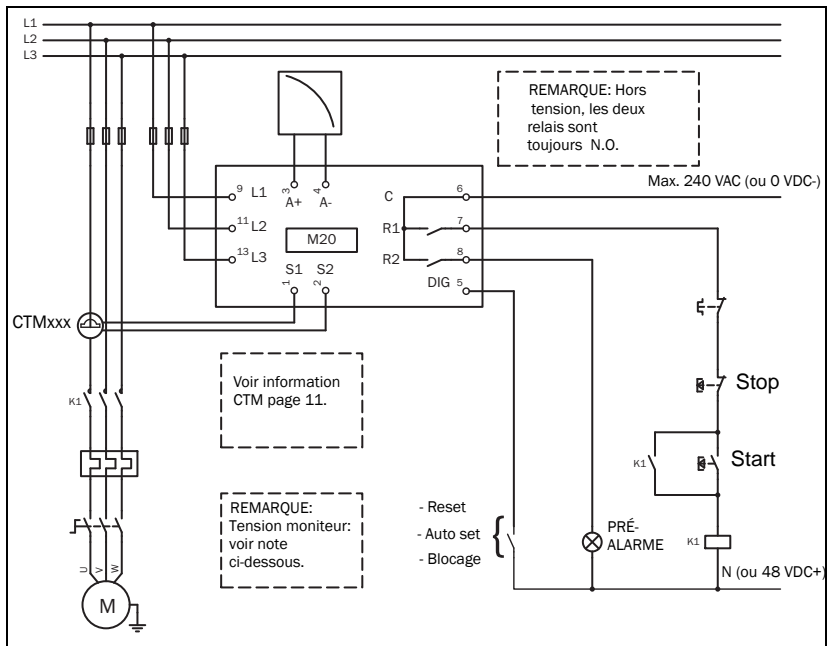 L1
L2
L3
REMARQUE: Hors
tension, les deux
relais sont
toujours N.O.
Max. 240 VAC (ou 0 VDC-)
3
4
A+
A-
9
L1
11
L2
13
L3
M20
S1
S2
1
2
C
6
R1
7
R2
8
DIG
5
CTMxxx
Voir information
CTM page 11.
K1
REMARQUE:
Tension moniteur:
voir note
ci-dessous.
Stop
K1
Start
- Reset
- Auto set
- Blocage
{
PRÉ-
ALARME
K1
N (ou 48 VDC+)
U
V
W
M